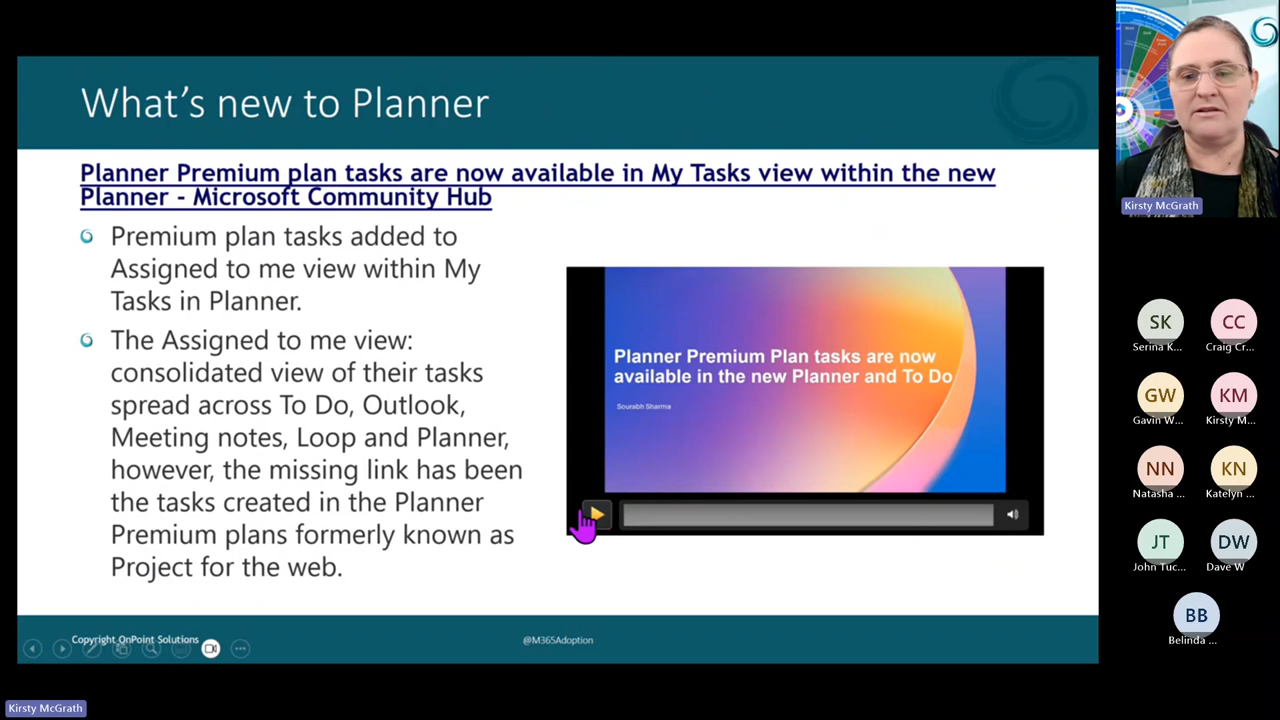 What's new to Planner
Planner Premium plan tasks are now available in My Tasks view within the new
Planner - Microsoft Community Hub
Premium plan tasks added to
Assigned to me view within My
Tasks in Planner.
The Assigned to me view:
consolidated view of their tasks
spread across To Do, Outlook,
Meeting notes, Loop and Planner,
however, the missing link has been
the tasks created in the Planner
Premium plans formerly known as
Project for the web.
Planner Premium Plan tasks are now
available in the new Planner and To Do
Sourabh Sharma
Copyright OnPoint Solutions
@M365Adoption
Kirsty McGrath
Kirsty McGrath
SK
Serina K...
CC
Craig Cr...
GW
Gavin W...
KM
Kirsty M...
NN
Natasha ...
KN
Katelyn ...
JT
John Tuc...
DW
Dave W
BB
Belinda ...